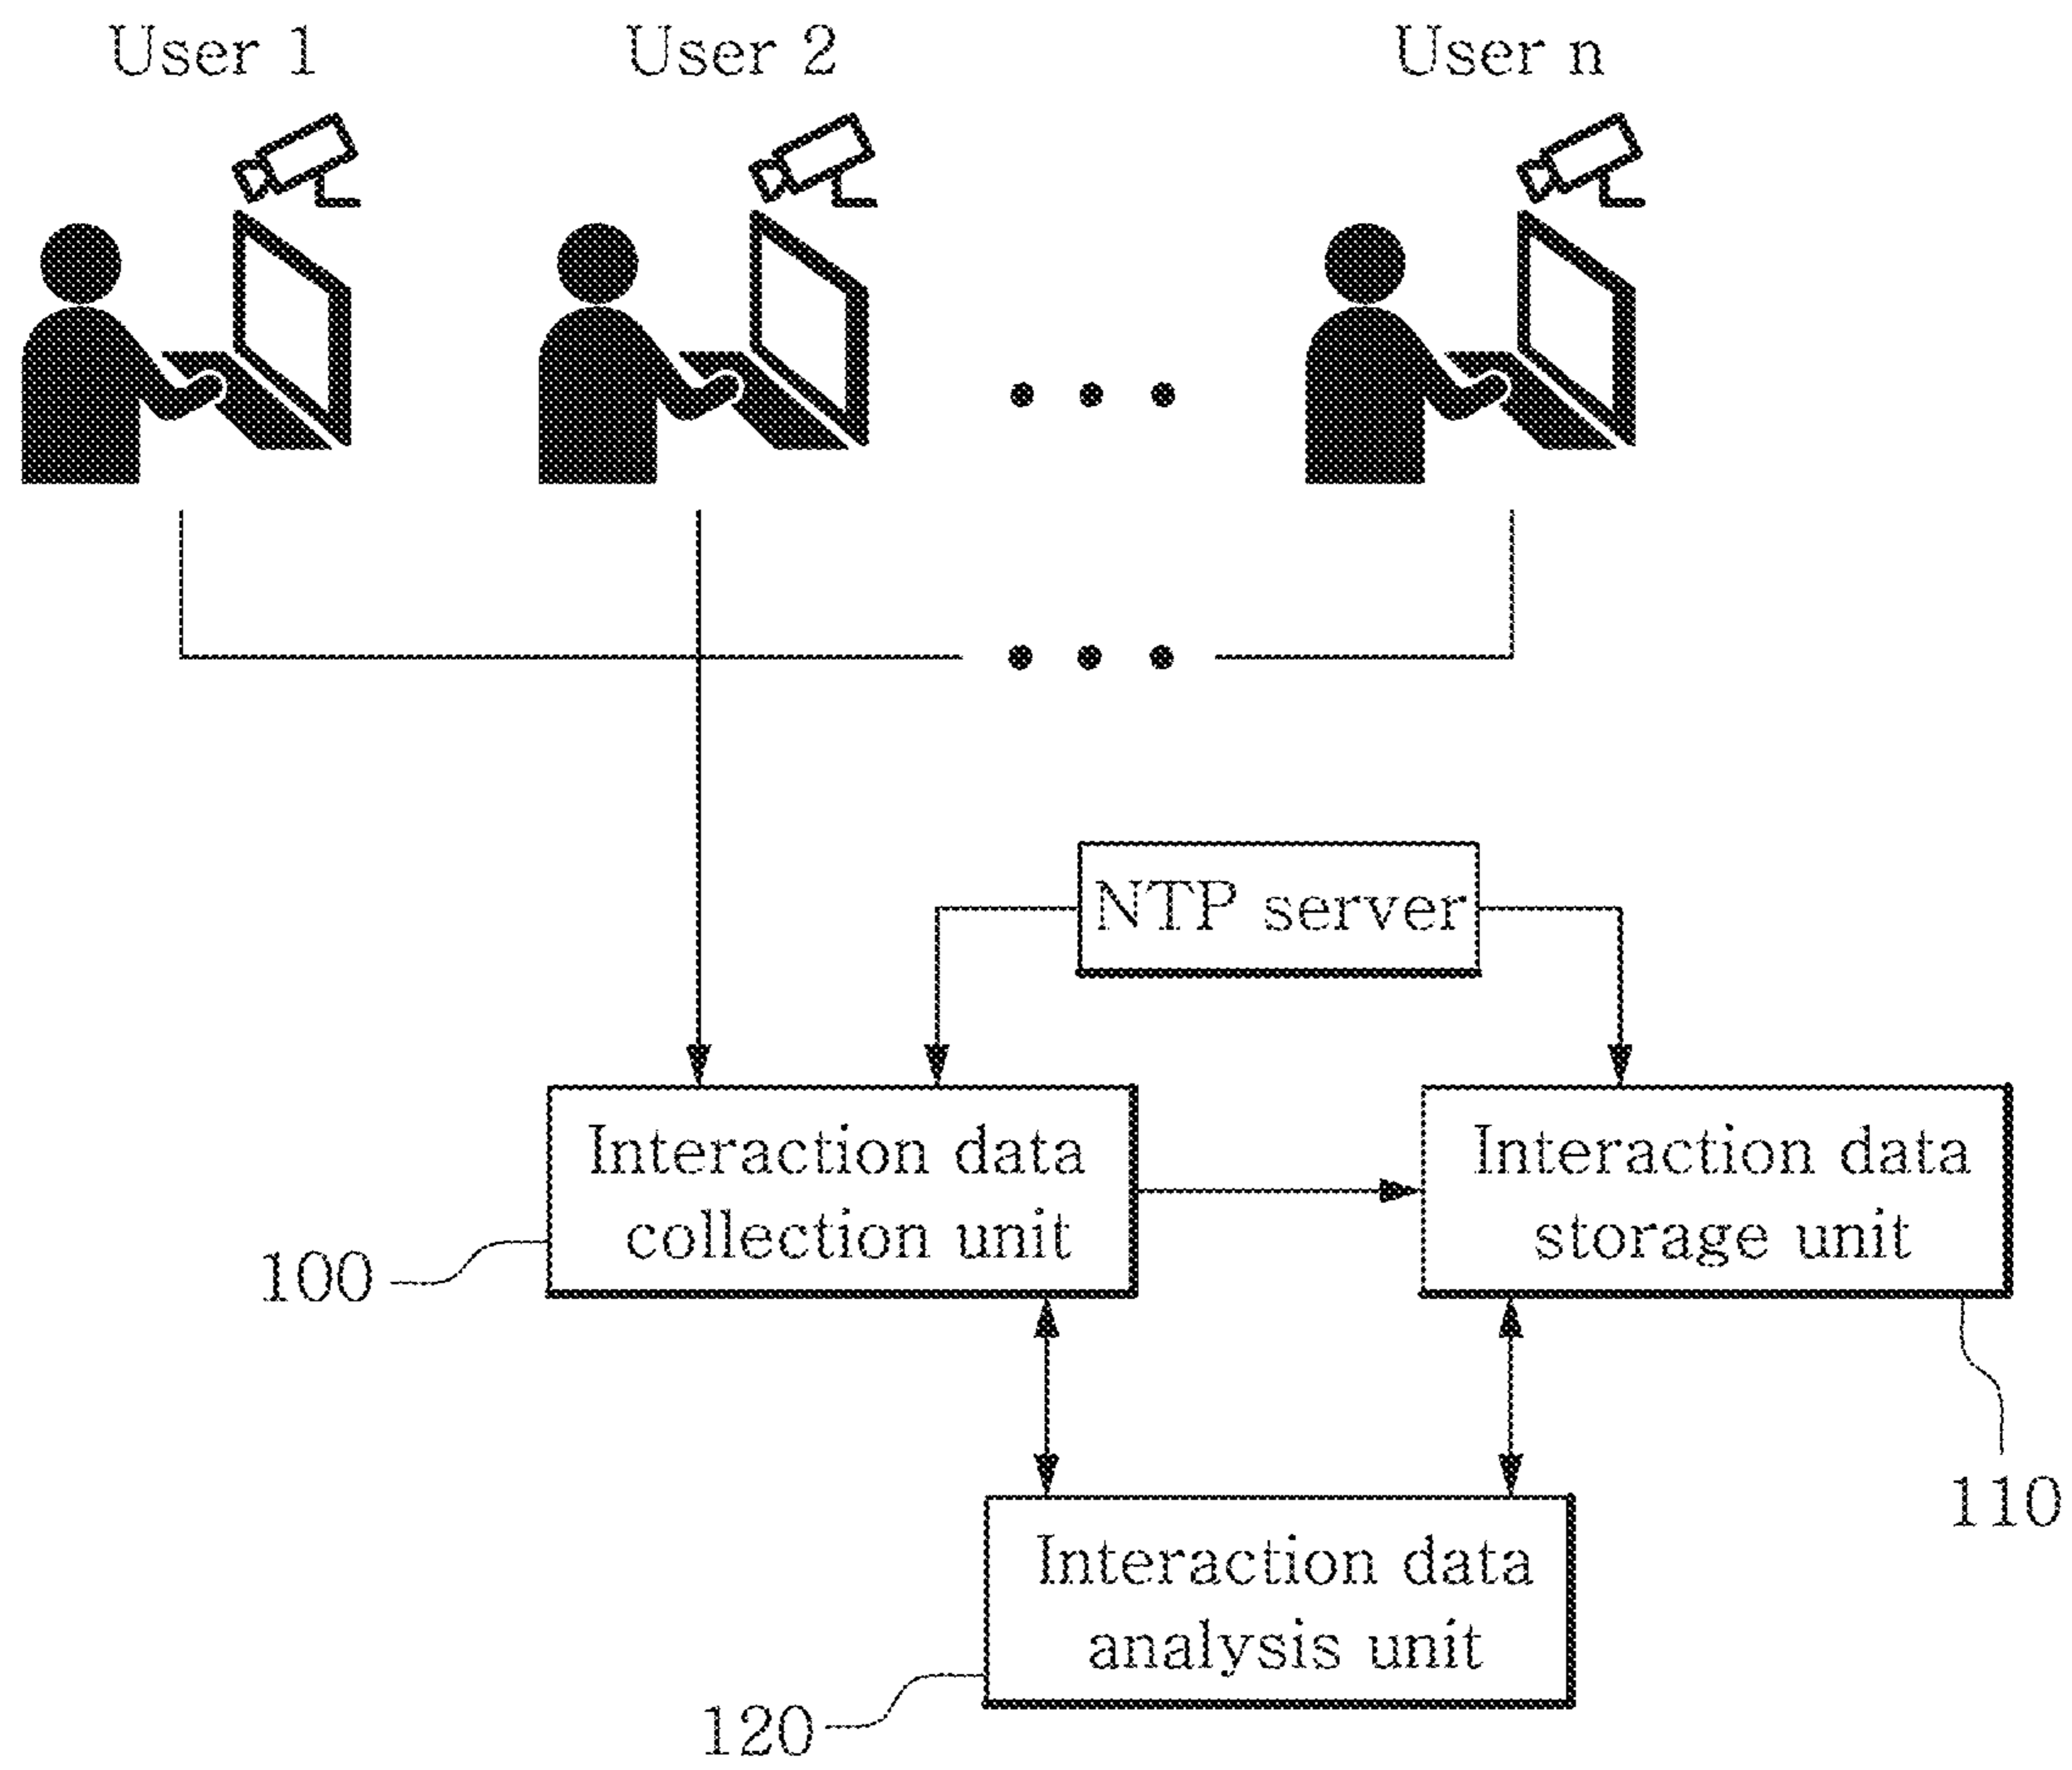 User 1
User 2
User n
NTP server
Interaction data
collection unit
Interaction data
storage unit
100
110
Interaction data
analysis unit
120